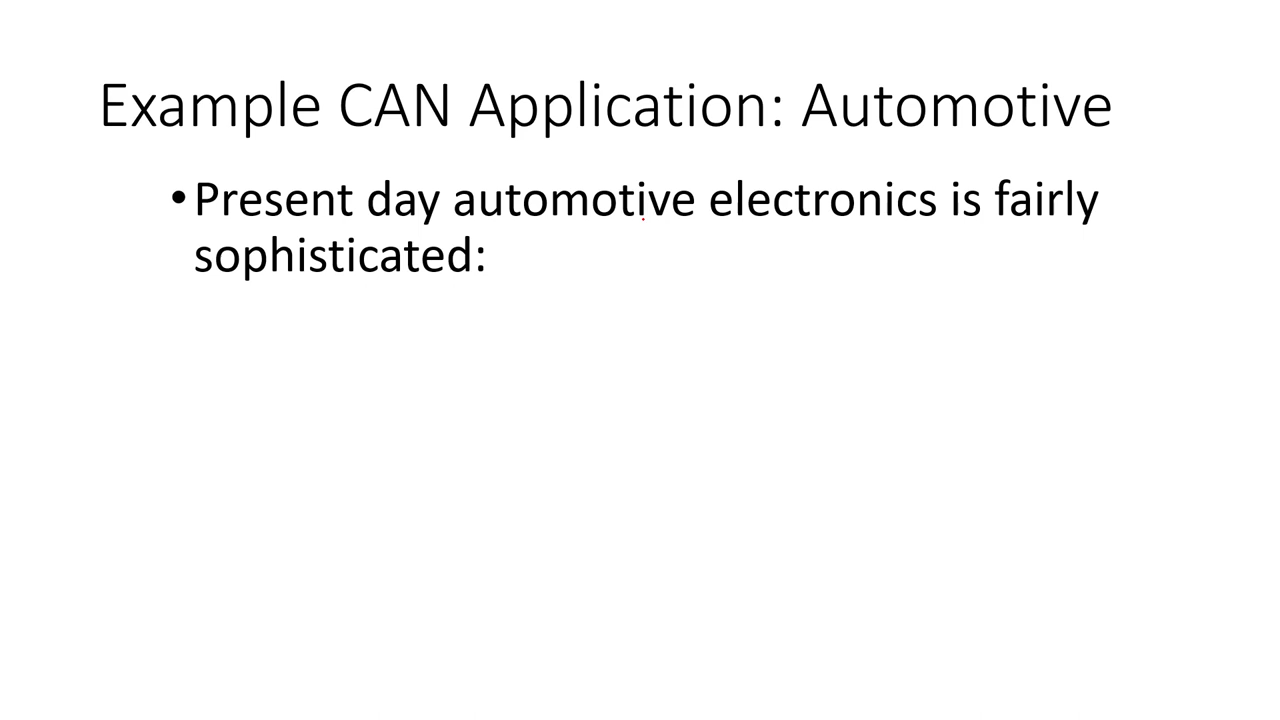 Example CAN Application: Automotive
•Present day automotive electronics is fairly
sophisticated: